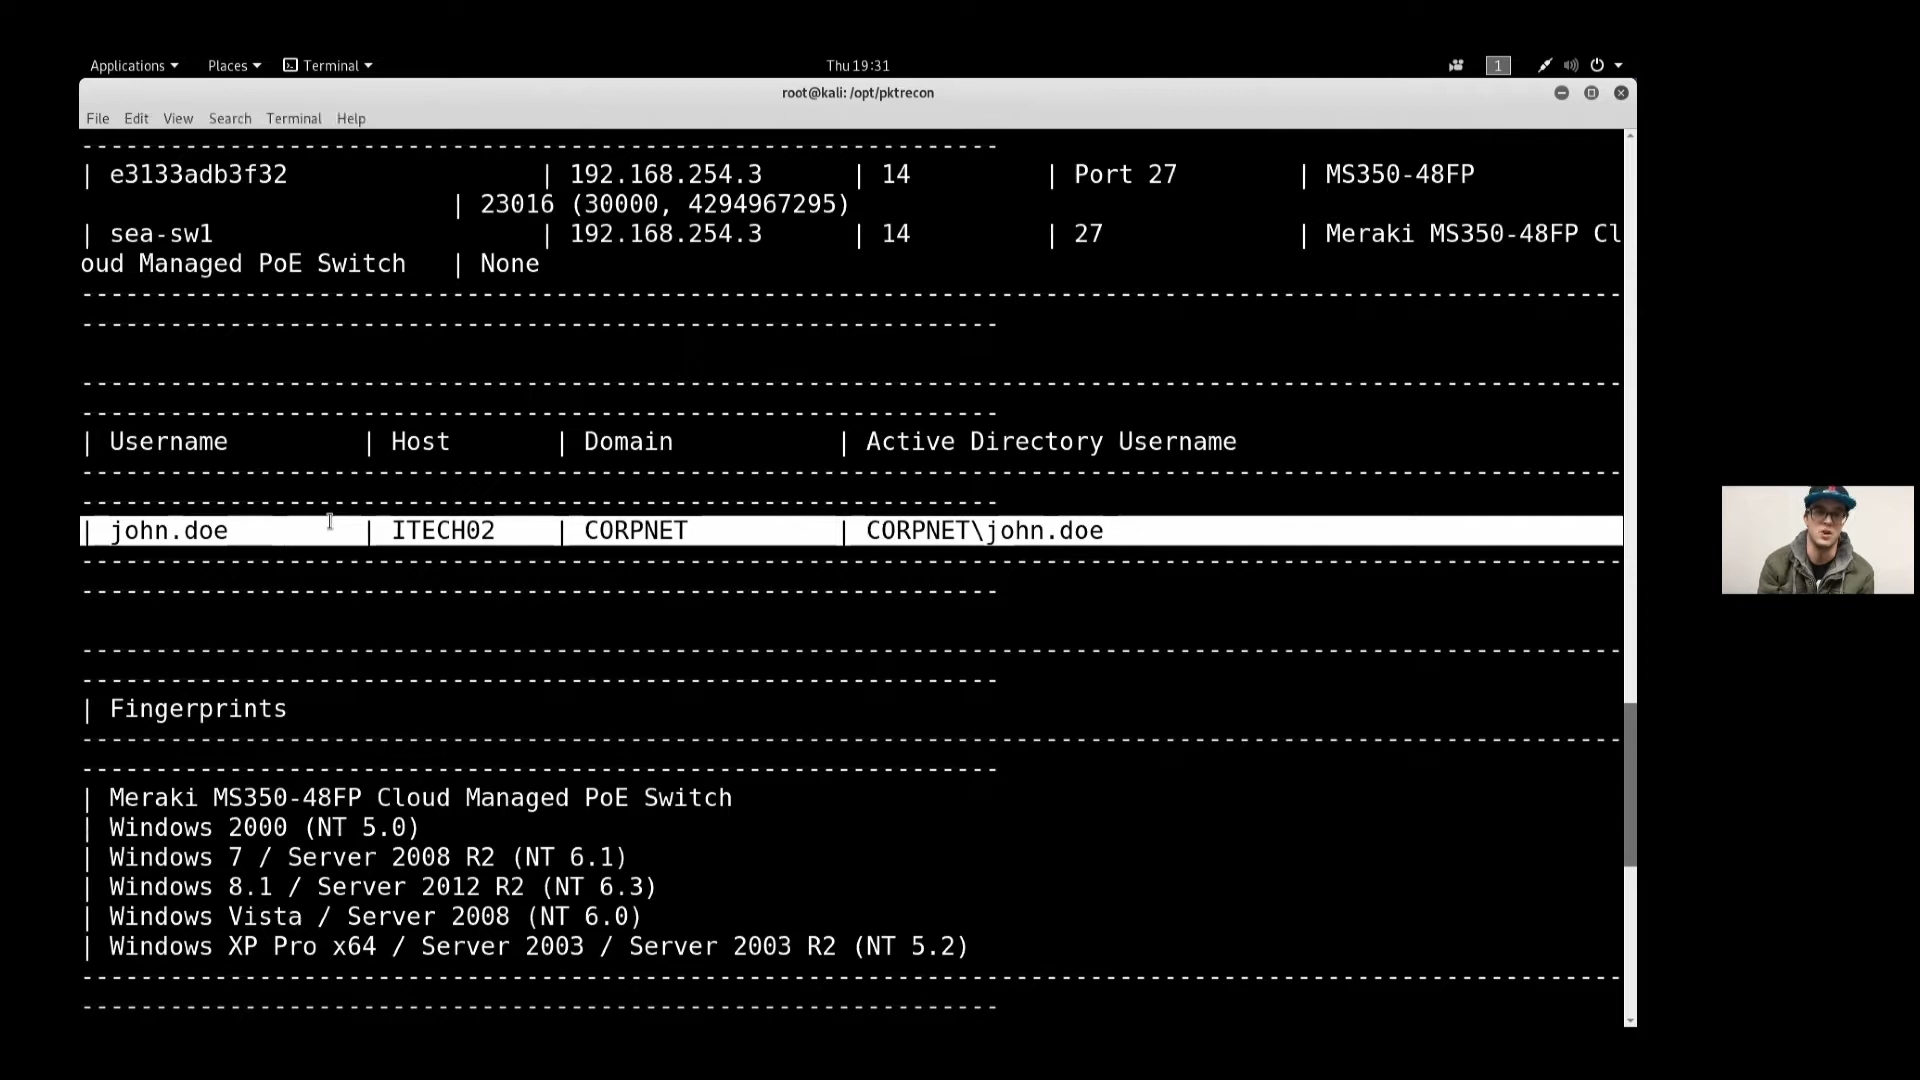 Applications Places Terminal Thu 19:31 1
root@kali: /opt/pktrecon
File Edit View Search Terminal Help
--------------------------------------------------------------
| e3133adb3f32 | 192.168.254.3 | 14 | Port 27 | MS350-48FP
| 23016 (30000, 4294967295)
| sea-sw1 | 192.168.254.3 | 14 | 27 | Meraki MS350-48FP Cl
oud Managed PoE Switch | None
--------------------------------------------------------------------------------------------------------
--------------------------------------------------------------
--------------------------------------------------------------------------------------------------------
--------------------------------------------------------------
| Username | Host | Domain | Active Directory Username
--------------------------------------------------------------------------------------------------------
--------------------------------------------------------------
| john.doe | ITECH02 | CORPNET | CORPNET\john.doe
--------------------------------------------------------------------------------------------------------
--------------------------------------------------------------
--------------------------------------------------------------------------------------------------------
--------------------------------------------------------------
| Fingerprints
--------------------------------------------------------------------------------------------------------
--------------------------------------------------------------
| Meraki MS350-48FP Cloud Managed PoE Switch
| Windows 2000 (NT 5.0)
| Windows 7 / Server 2008 R2 (NT 6.1)
| Windows 8.1 / Server 2012 R2 (NT 6.3)
| Windows Vista / Server 2008 (NT 6.0)
| Windows XP Pro x64 / Server 2003 / Server 2003 R2 (NT 5.2)
--------------------------------------------------------------------------------------------------------
--------------------------------------------------------------